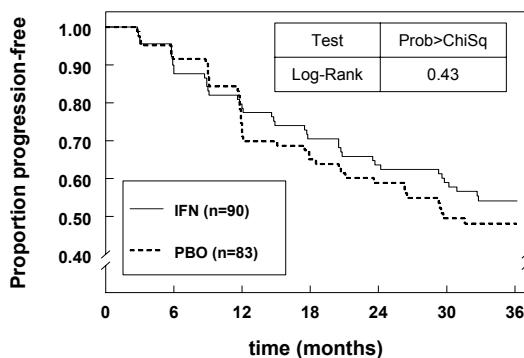 Test Prob>ChiSq
Log-Rank 0.43
Proportion progression-free
1.00
0.90
0.80
0.70
0.60
0.50
0.40
IFN (n=90)
PBO (n=83)
0 6 12 18 24 30 36
time (months)